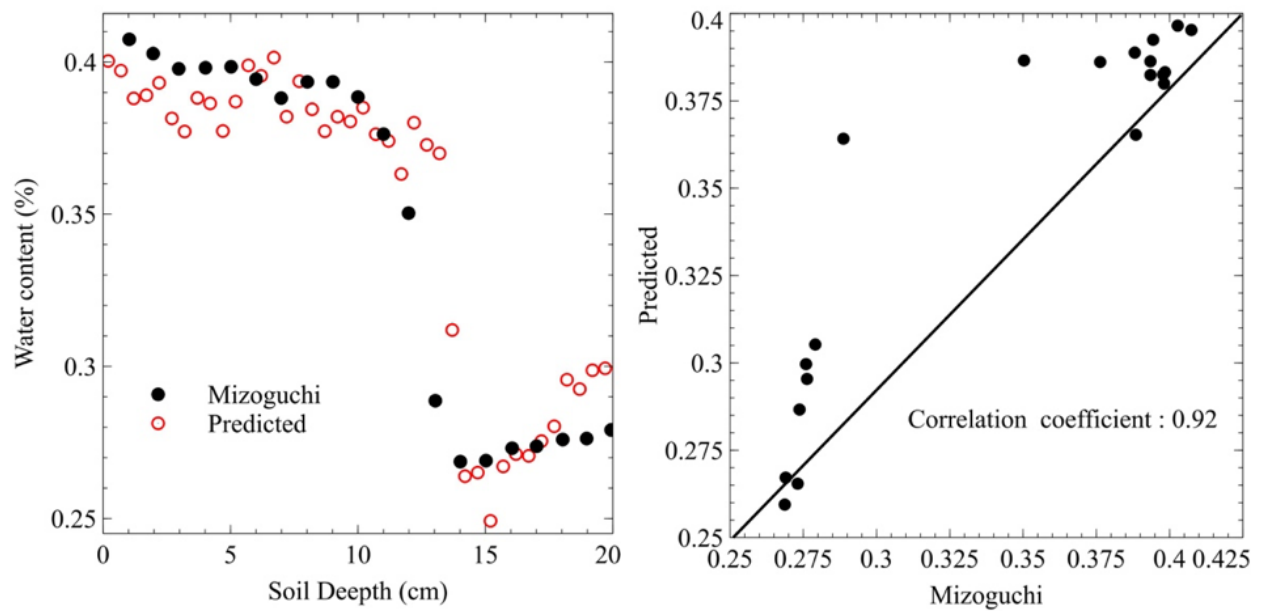 0.4
0.35
0.3
0.25
Water content (%)
Mizoguchi
Predicted
0 5 10 15 20
Soil Deepth (cm)
0.4
0.375
0.35
0.325
0.3
0.275
0.25
Predicted
Correlation coefficient : 0.92
0.25 0.275 0.3 0.325 0.35 0.375 0.4 0.425
Mizoguchi